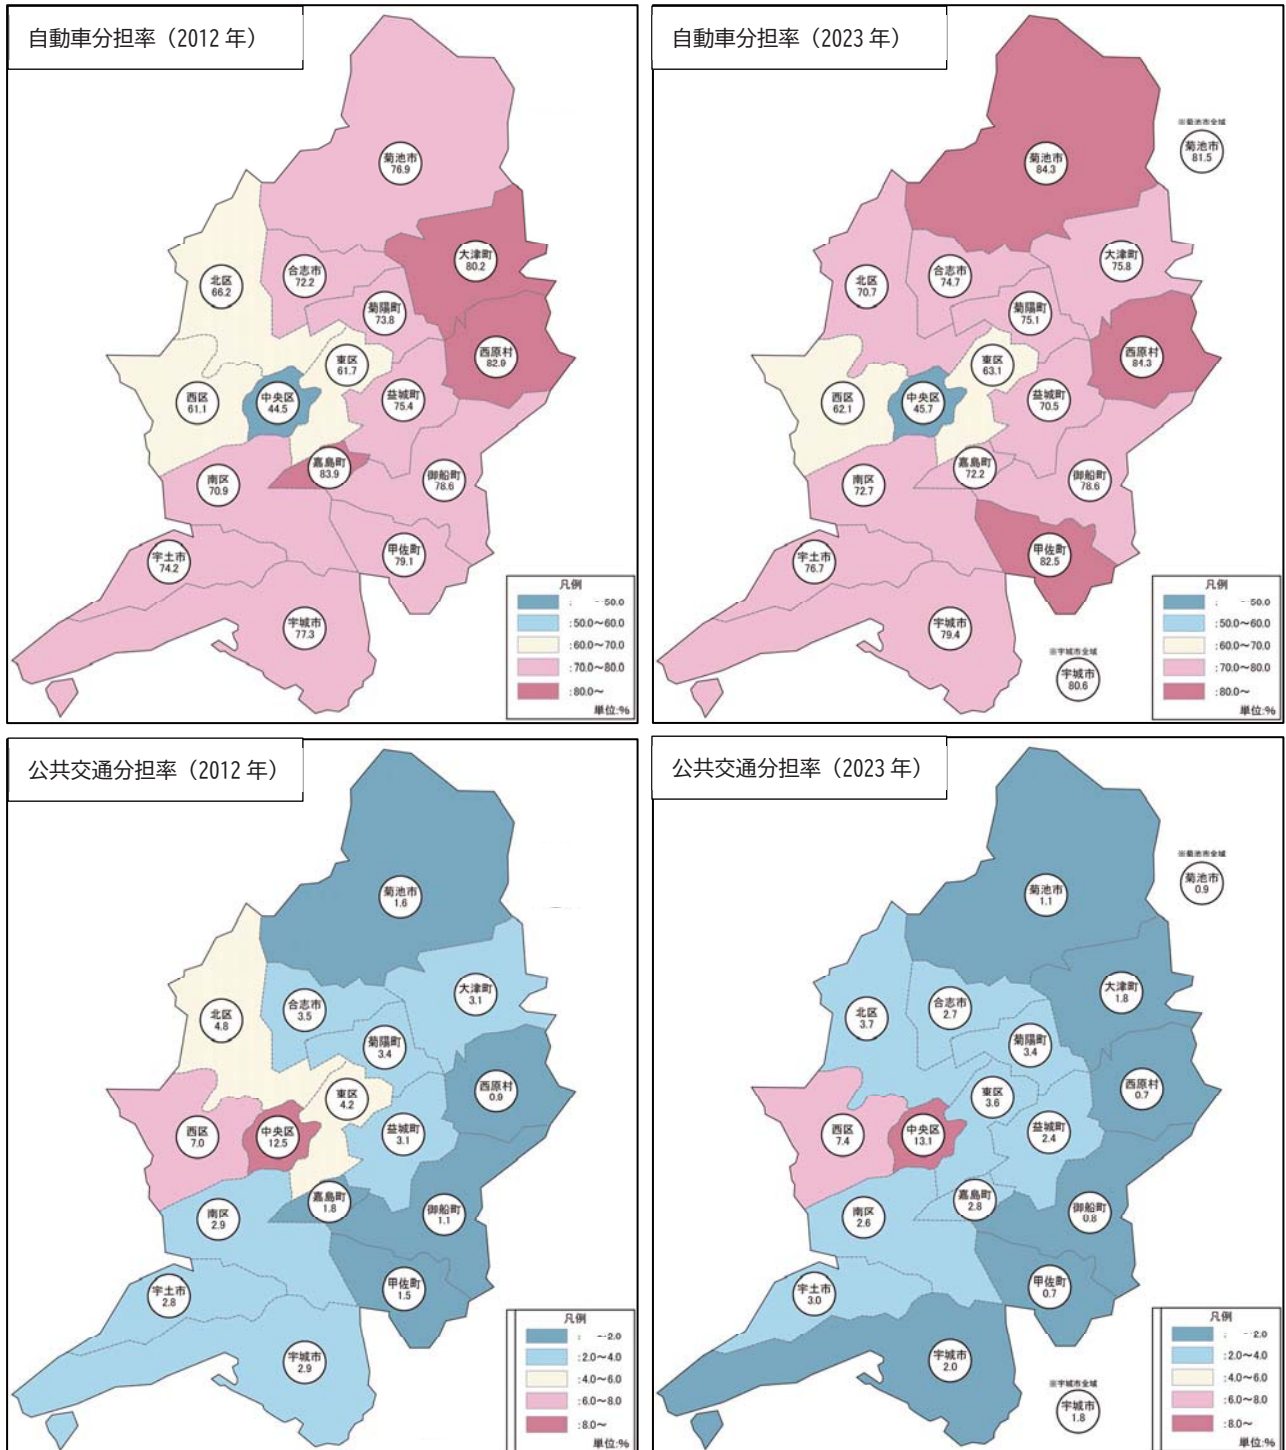 自動車分担率（2012年）
菊池市
76.9
大津町
80.2
合志市
72.2
北区
66.2
菊陽町
73.8
西原村
82.9
東区
61.7
西区
61.1
中央区
44.5
益城町
75.4
嘉島町
83.9
御船町
78.6
南区
70.9
甲佐町
79.1
宇土市
74.2
宇城市
77.3
凡例
: ～50.0
:50.0～60.0
:60.0～70.0
:70.0～80.0
:80.0～
単位:%
自動車分担率（2023年）
※菊池市全域
菊池市
81.5
菊池市
84.3
大津町
75.8
北区
70.7
合志市
74.7
菊陽町
75.1
西原村
84.3
東区
63.1
西区
62.1
中央区
45.7
益城町
70.5
嘉島町
72.2
御船町
78.6
南区
72.7
甲佐町
82.5
宇土市
76.7
宇城市
79.4
※宇城市全域
宇城市
80.6
凡例
: ～50.0
:50.0～60.0
:60.0～70.0
:70.0～80.0
:80.0～
単位:%
公共交通分担率（2012年）
菊池市
1.6
大津町
3.1
合志市
3.5
北区
4.8
菊陽町
3.4
西原村
0.9
東区
4.2
西区
7.0
中央区
12.5
益城町
3.1
嘉島町
1.8
御船町
1.1
南区
2.9
甲佐町
1.5
宇土市
2.8
宇城市
2.9
凡例
: ～2.0
:2.0～4.0
:4.0～6.0
:6.0～8.0
:8.0～
単位:%
公共交通分担率（2023年）
※菊池市全域
菊池市
0.9
菊池市
1.1
大津町
1.8
北区
3.7
合志市
2.7
菊陽町
3.4
西原村
0.7
東区
3.6
西区
7.4
中央区
13.1
益城町
2.4
嘉島町
2.8
御船町
0.8
南区
2.6
甲佐町
0.7
宇土市
3.0
宇城市
2.0
※宇城市全域
宇城市
1.8
凡例
: ～2.0
:2.0～4.0
:4.0～6.0
:6.0～8.0
:8.0～
単位:%